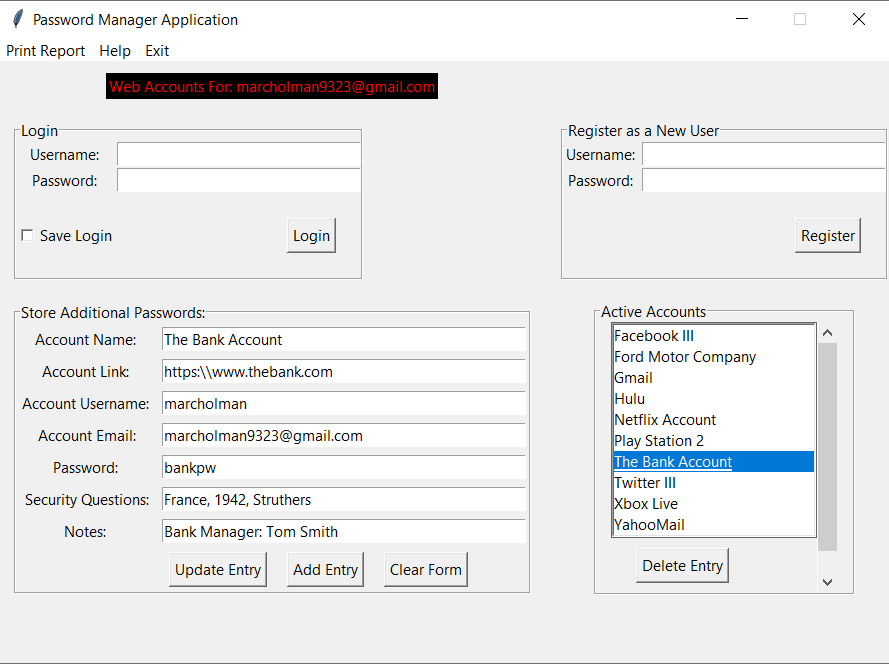 Password Manager Application
Print Report Help Exit
Web Accounts For: marcholman9323@gmail.com
Login
Username:
Password:
Save Login
Login
Register as a New User
Username:
Password:
Register
Store Additional Passwords:
Account Name: The Bank Account
Account Link: https:\\www.thebank.com
Account Username: marcholman
Account Email: marcholman9323@gmail.com
Password: bankpw
Security Questions: France, 1942, Struthers
Notes: Bank Manager: Tom Smith
Update Entry Add Entry Clear Form
Active Accounts
Facebook III
Ford Motor Company
Gmail
Hulu
Netflix Account
Play Station 2
The Bank Account
Twitter III
Xbox Live
YahooMail
Delete Entry